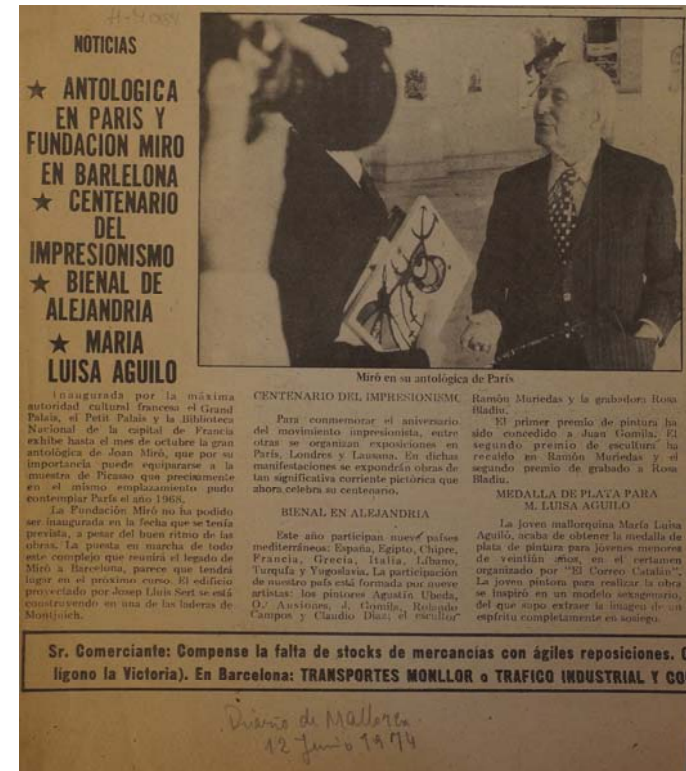 H-4084
NOTICIAS
★ ANTOLOGICA
EN PARIS Y
FUNDACION MIRO
EN BARLELONA
★ CENTENARIO
DEL
IMPRESIONISMO
★ BIENAL DE
ALEJANDRIA
★ MARIA
LUISA AGUILO
Miró en su antológica de París
inaugurada por la máxima
autoridad cultural francesa el Grand
Palais, el Petit Palais y la Biblioteca
Nacional de la capital de Francia
exhibe hasta el mes de octubre la gran
antológica de Joan Miró, que por su
importancia puede equipararse a la
muestra de Picasso que precisamente
en el mismo emplazamiento pudo
contemplar París el año 1968.
La Fundación Miró no ha podido
ser inaugurada en la fecha que se tenía
prevista, a pesar del buen ritmo de las
obras. La puesta en marcha de todo
este complejo que reunirá el legado de
Miró a Barcelona, parece que tendrá
lugar en el próximo curso. El edificio
proyectado por Josep Lluis Sert se está
construyendo en una de las laderas de
Montjuich.
CENTENARIO DEL IMPRESIONISMO
Para conmemorar el aniversario
del movimiento impresionista, entre
otras se organizan exposiciones en
París, Londres y Lausana. En dichas
manifestaciones se expondrán obras de
tan significativa corriente pictórica que
ahora celebra su centenario.
BIENAL EN ALEJANDRIA
Este año participan nueve países
mediterráneos: España, Egipto, Chipre,
Francia, Grecia, Italia, Líbano,
Turquía y Yugoslavia. La participación
de nuestro país está formada por nueve
artistas: los pintores Agustín Ubeda,
O. Ausiones, J. Gomila, Rolando
Campos y Claudio Díaz; el escultor
Ramón Muriedas y la grabadora Rosa
Bladiu.
El primer premio de pintura ha
sido concedido a Juan Gomila. El
segundo premio de escultura ha
recaído en Ramón Muriedas y el
segundo premio de grabado a Rosa
Bladiu.
MEDALLA DE PLATA PARA
M. LUISA AGUILO
La joven mallorquina María Luisa
Aguiló, acaba de obtener la medalla de
plata de pintura para jóvenes menores
de veintiún años, en el certamen
organizado por "El Correo Catalán".
La joven pintora para realizar la obra
se inspiró en un modelo sexagenario,
del que supo extraer la imagen de un
espíritu completamente en sosiego.
Sr. Comerciante: Compense la falta de stocks de mercancías con ágiles reposiciones.
lígono la Victoria). En Barcelona: TRANSPORTES MONLLOR o TRAFICO INDUSTRIAL Y CO
Diario de Mallorca
12 Junio 1974